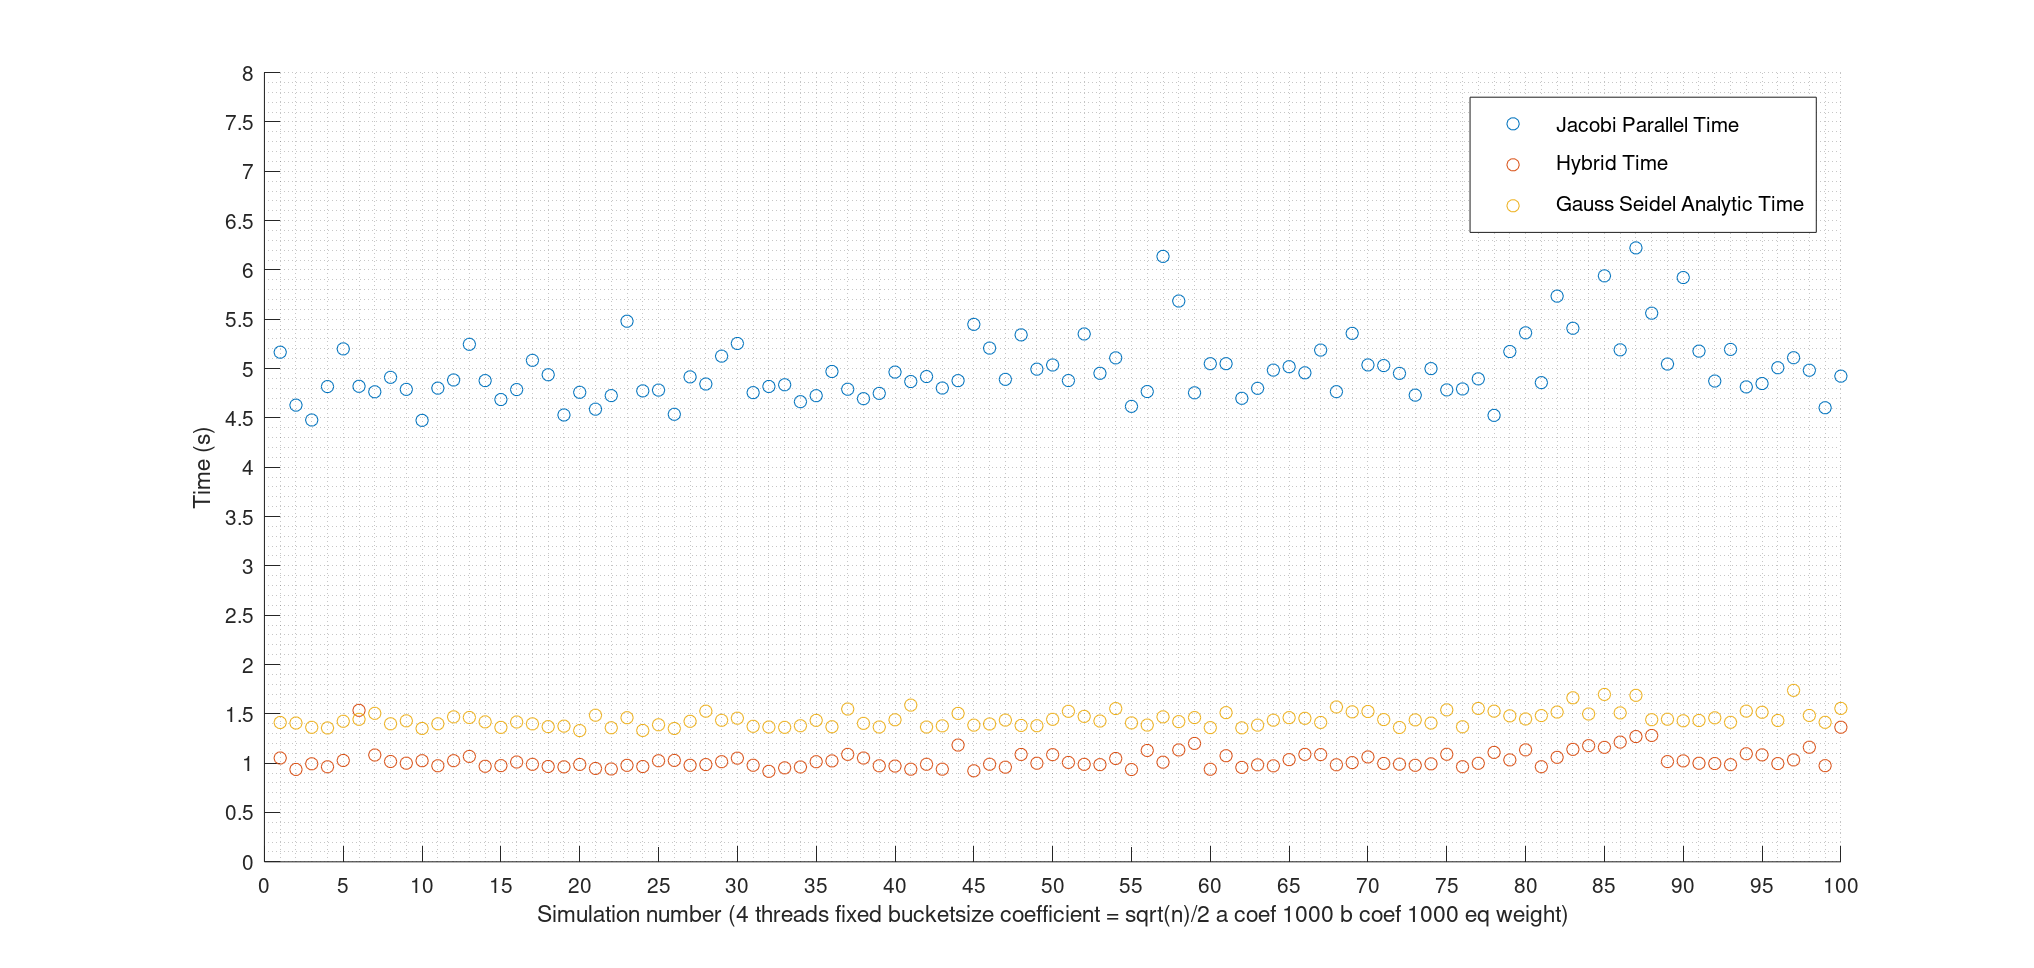 8
7.5
7
6.5
6
5.5
5
4.5
4
3.5
3
2.5
2
1.5
1
0.5
0
Time (s)
Jacobi Parallel Time
Hybrid Time
Gauss Seidel Analytic Time
0 5 10 15 20 25 30 35 40 45 50 55 60 65 70 75 80 85 90 95 100
Simulation number (4 threads fixed bucketsize coefficient = sqrt(n)/2 a coef 1000 b coef 1000 eq weight)